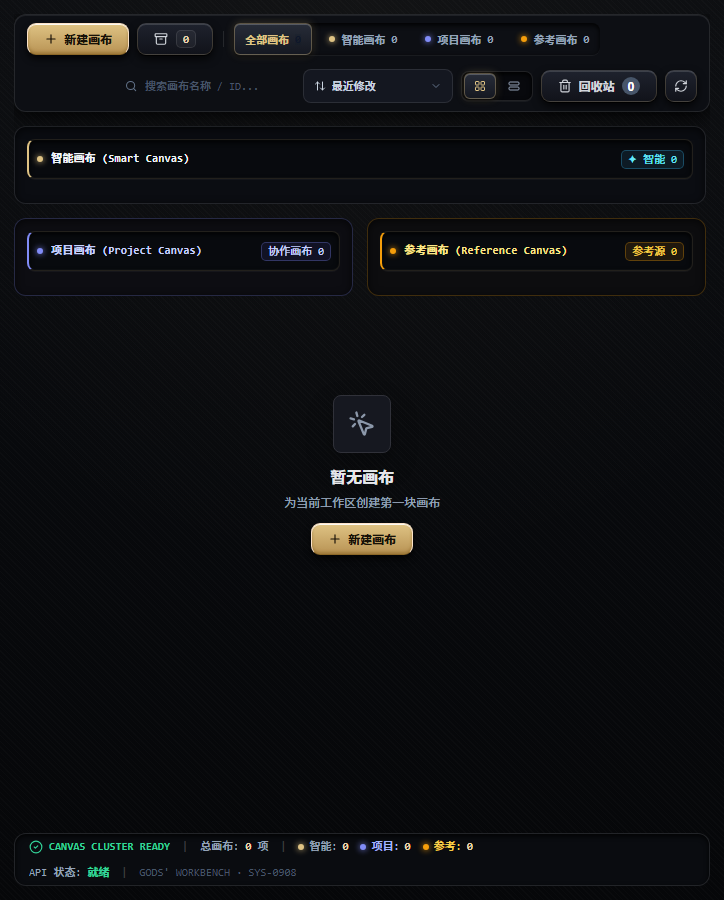 新建画布 0 全部画布 智能画布 0 项目画布 0 参考画布 0
搜索画布名称 / ID... 最近修改 回收站 0
智能画布 (Smart Canvas) ✦ 智能 0
项目画布 (Project Canvas) 协作画布 0 参考画布 (Reference Canvas) 参考源 0
暂无画布
为当前工作区创建第一块画布
新建画布
CANVAS CLUSTER READY | 总画布: 0 项 | 智能: 0 项目: 0 参考: 0
API 状态: 就绪 | GODS' WORKBENCH · SYS-0908